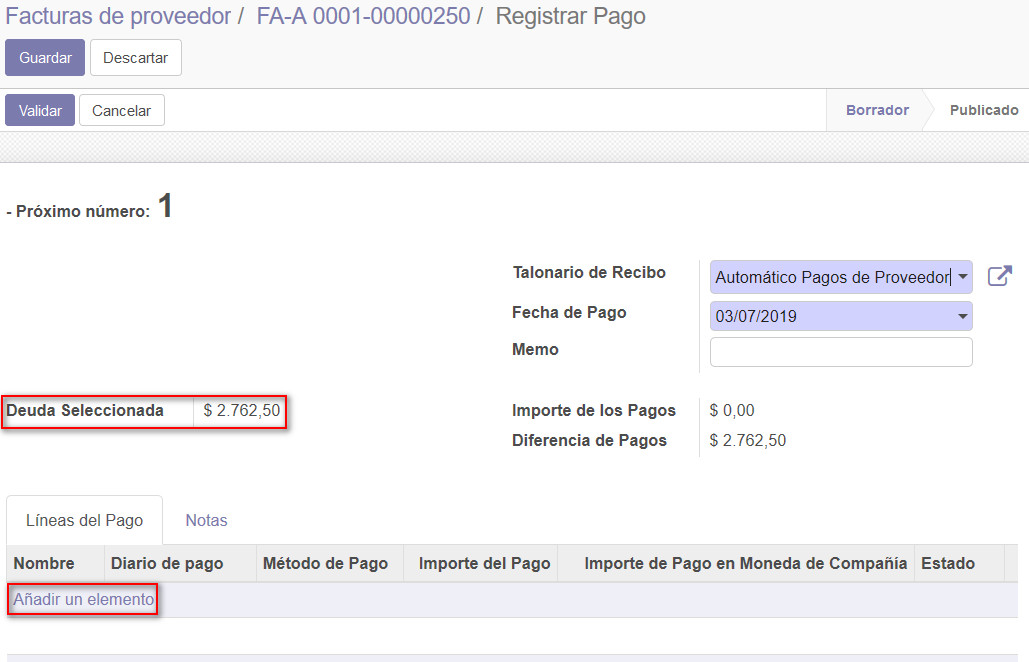 Facturas de proveedor / FA-A 0001-00000250 / Registrar Pago
Guardar Descartar
Validar Cancelar Borrador Publicado
- Próximo número: 1
Talonario de Recibo Automático Pagos de Proveedor
Fecha de Pago 03/07/2019
Memo
Deuda Seleccionada $ 2.762,50 Importe de los Pagos $ 0,00
Diferencia de Pagos $ 2.762,50
Líneas del Pago Notas
Nombre Diario de pago Método de Pago Importe del Pago Importe de Pago en Moneda de Compañía Estado
Añadir un elemento